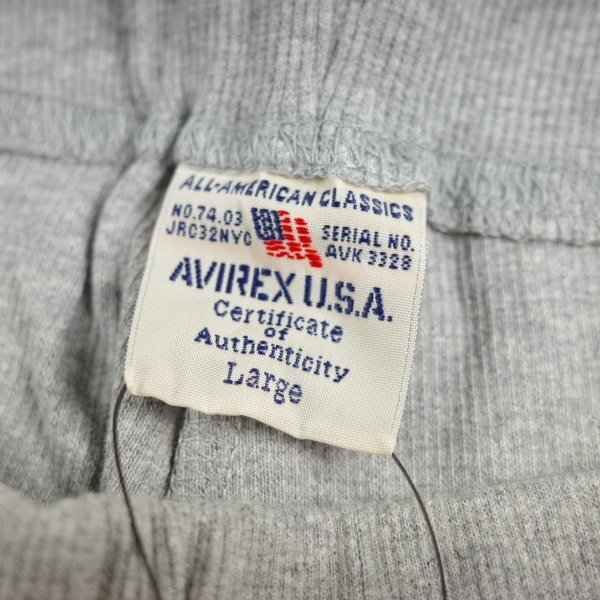 ALL-AMERICAN CLASSICS
NO.74.03
JRC32NYC
SERIAL NO.
AVK 3328
AVIREX U.S.A.
Certificate
of
Authenticity
Large